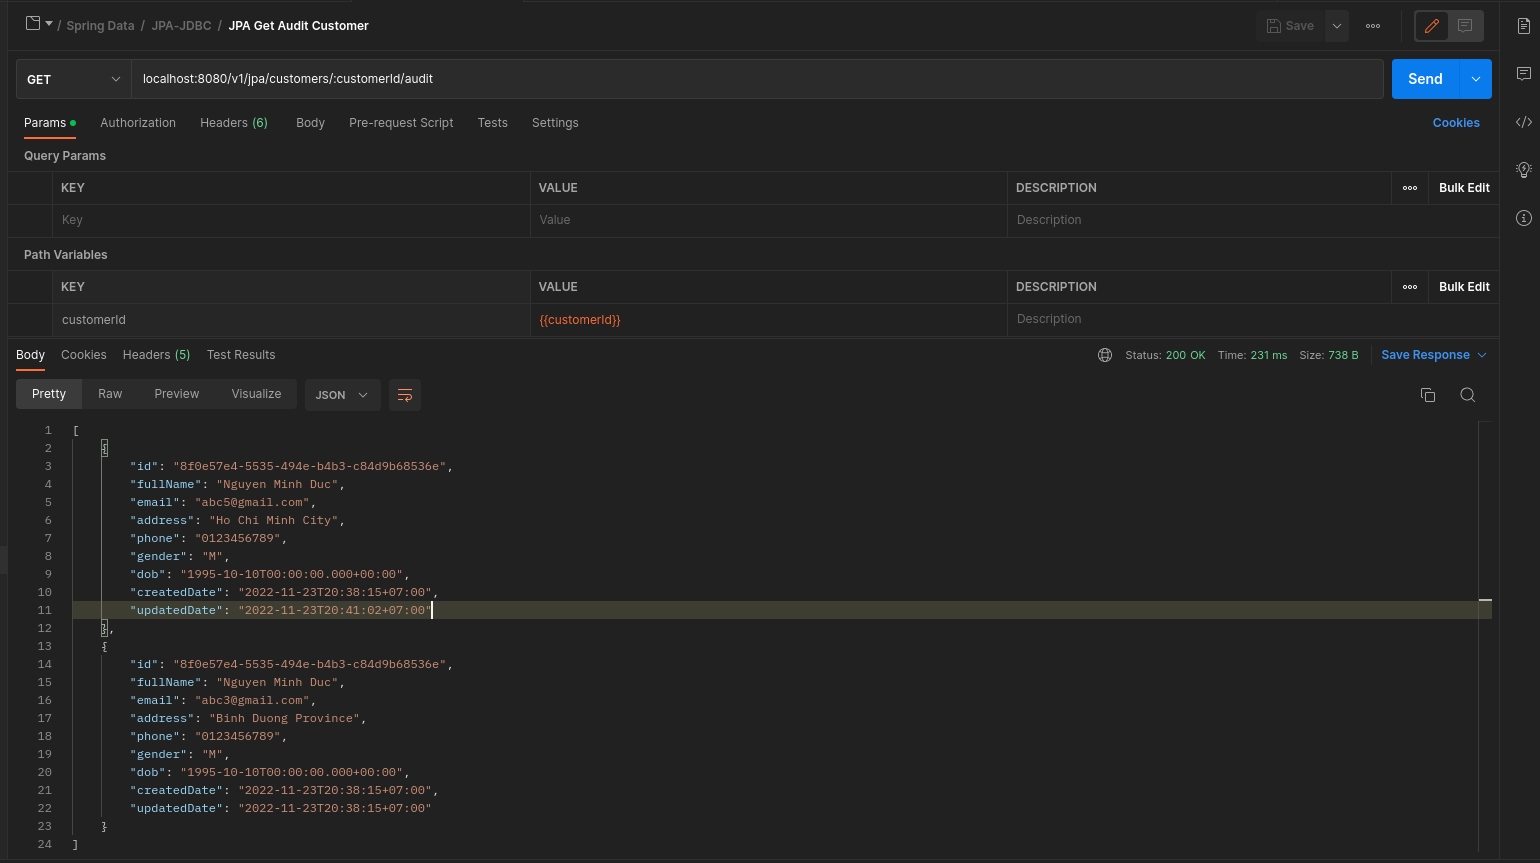 / Spring Data / JPA-JDBC / JPA Get Audit Customer
Save
GET localhost:8080/v1/jpa/customers/:customerId/audit Send
Params Authorization Headers (6) Body Pre-request Script Tests Settings Cookies
Query Params
KEY VALUE DESCRIPTION Bulk Edit
Key Value Description
Path Variables
KEY VALUE DESCRIPTION Bulk Edit
customerId {{customerId}} Description
Body Cookies Headers (5) Test Results Status: 200 OK Time: 231 ms Size: 738 B Save Response
Pretty Raw Preview Visualize JSON
1 [
2 {
3 "id": "8f0e57e4-5535-494e-b4b3-c84d9b68536e",
4 "fullName": "Nguyen Minh Duc",
5 "email": "abc5@gmail.com",
6 "address": "Ho Chi Minh City",
7 "phone": "0123456789",
8 "gender": "M",
9 "dob": "1995-10-10T00:00:00.000+00:00",
10 "createdDate": "2022-11-23T20:38:15+07:00",
11 "updatedDate": "2022-11-23T20:41:02+07:00"
12 },
13 {
14 "id": "8f0e57e4-5535-494e-b4b3-c84d9b68536e",
15 "fullName": "Nguyen Minh Duc",
16 "email": "abc3@gmail.com",
17 "address": "Binh Duong Province",
18 "phone": "0123456789",
19 "gender": "M",
20 "dob": "1995-10-10T00:00:00.000+00:00",
21 "createdDate": "2022-11-23T20:38:15+07:00",
22 "updatedDate": "2022-11-23T20:38:15+07:00"
23 }
24 ]